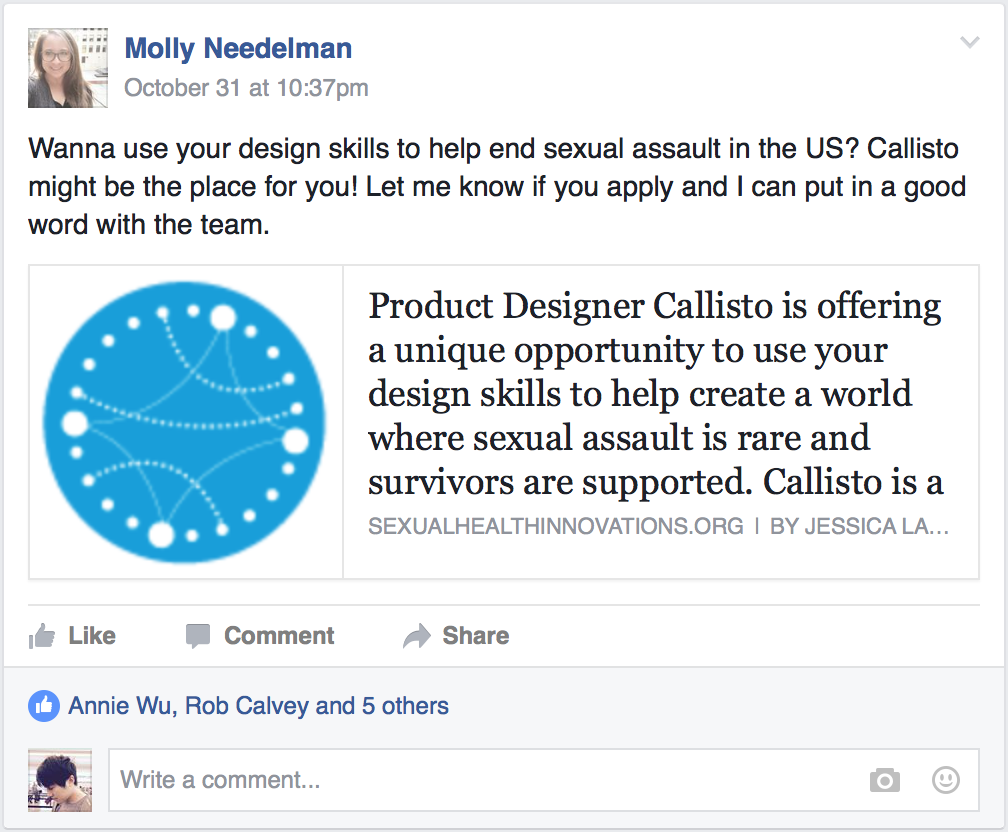 Molly Needelman
October 31 at 10:37pm
Wanna use your design skills to help end sexual assault in the US? Callisto
might be the place for you! Let me know if you apply and I can put in a good
word with the team.
Product Designer Callisto is offering
a unique opportunity to use your
design skills to help create a world
where sexual assault is rare and
survivors are supported. Callisto is a
SEXUALHEALTHINNOVATIONS.ORG | BY JESSICA LA...
Like Comment Share
Annie Wu, Rob Calvey and 5 others
Write a comment...